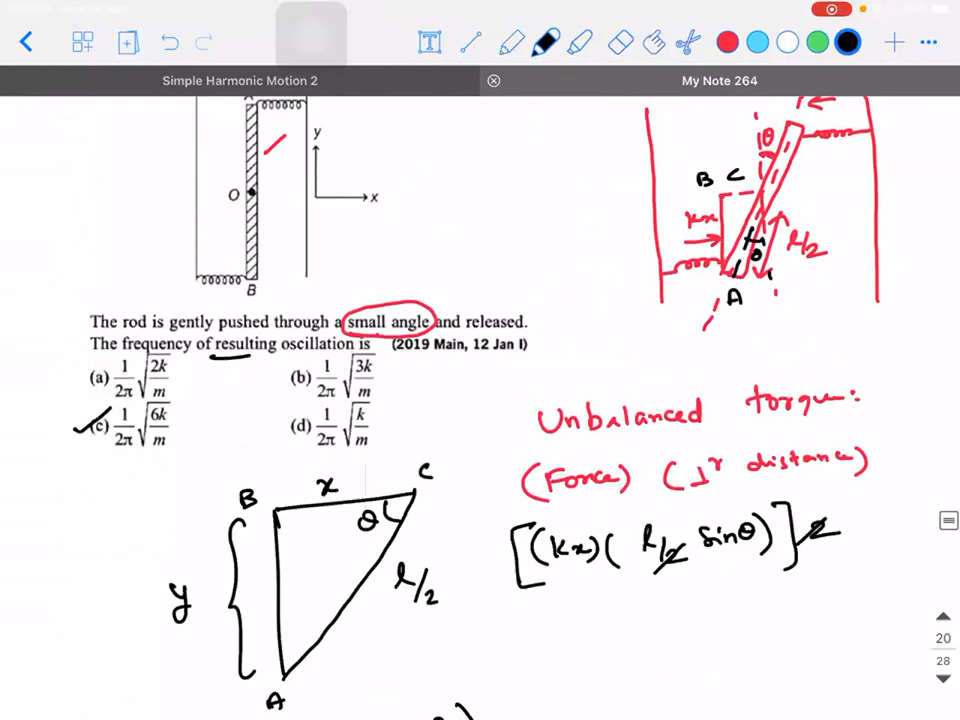 Simple Harmonic Motion 2
My Note 264
y
O
x
B
θ
B C
kx
l/2
θ
A
The rod is gently pushed through a small angle and released.
The frequency of resulting oscillation is (2019 Main, 12 Jan I)
(a) 1/2π √2k/m (b) 1/2π √3k/m
(c) 1/2π √6k/m (d) 1/2π √k/m
Unbalanced torque:
(Force) (⊥r distance)
[(kx)( l/2 sinθ)] 2
B x C
θ
l/2
y
A
20
28